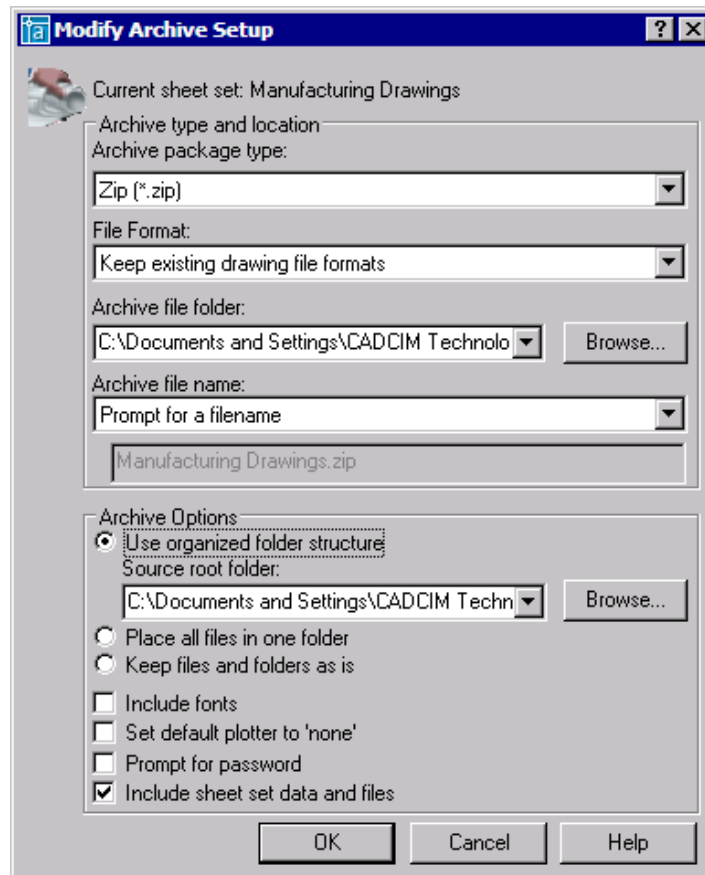 Modify Archive Setup
Current sheet set: Manufacturing Drawings
Archive type and location
Archive package type:
Zip (*.zip)
File Format:
Keep existing drawing file formats
Archive file folder:
C:\Documents and Settings\CADCIM Technolo
Browse...
Archive file name:
Prompt for a filename
Manufacturing Drawings.zip
Archive Options
Use organized folder structure
Source root folder:
C:\Documents and Settings\CADCIM Techn
Browse...
Place all files in one folder
Keep files and folders as is
Include fonts
Set default plotter to 'none'
Prompt for password
Include sheet set data and files
OK Cancel Help